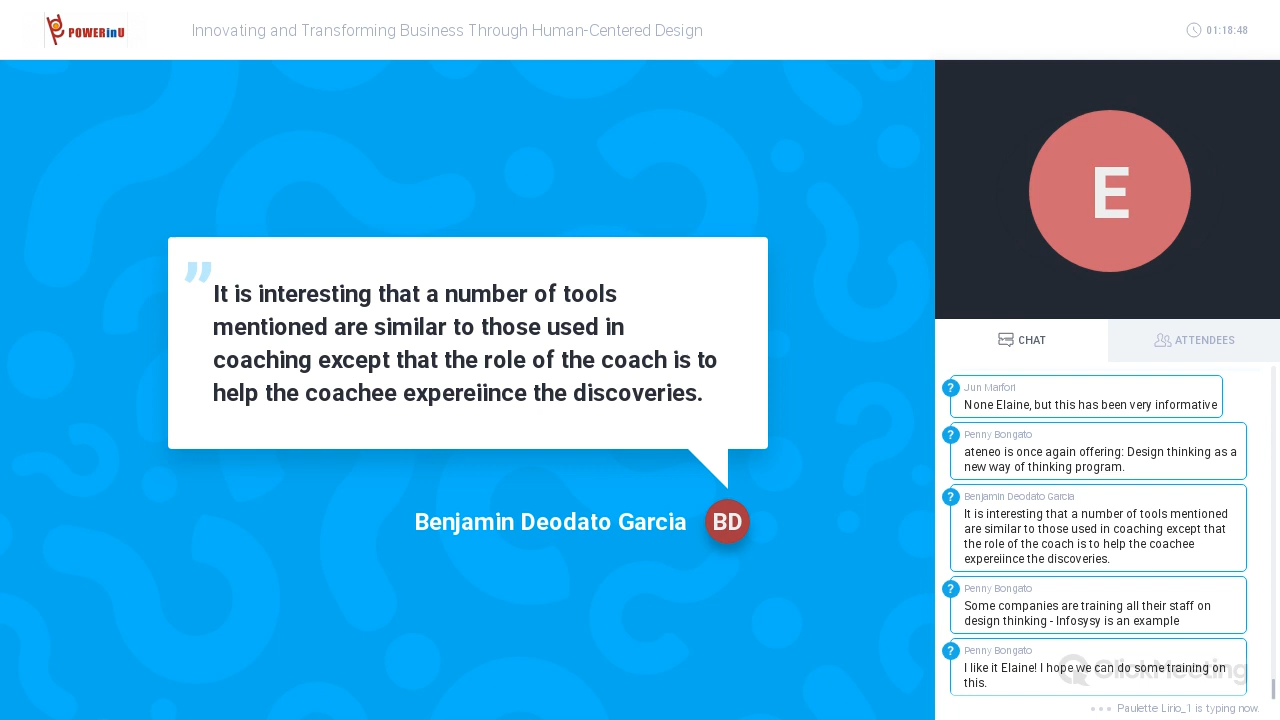 POWERinU
Innovating and Transforming Business Through Human-Centered Design
01:18:48
E
"
It is interesting that a number of tools
mentioned are similar to those used in
coaching except that the role of the coach is to
help the coachee expereiince the discoveries.
Benjamin Deodato Garcia
BD
CHAT
ATTENDEES
?
Jun Marfori
None Elaine, but this has been very informative
?
Penny Bongato
ateneo is once again offering: Design thinking as a
new way of thinking program.
?
Benjamin Deodato Garcia
It is interesting that a number of tools mentioned
are similar to those used in coaching except that
the role of the coach is to help the coachee
expereiince the discoveries.
?
Penny Bongato
Some companies are training all their staff on
design thinking - Infosysy is an example
?
Penny Bongato
I like it Elaine! I hope we can do some training on
this.
ClickMeeting
Paulette Lirio_1 is typing now.